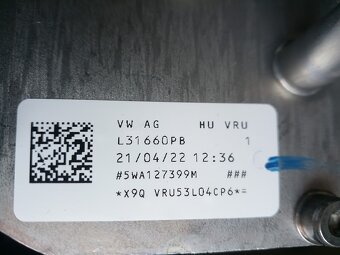 VW AG HU VRU
L31660PB 1
21/04/22 12:36
#5WA127399M ###
*X9Q VRU53L04CP6*=